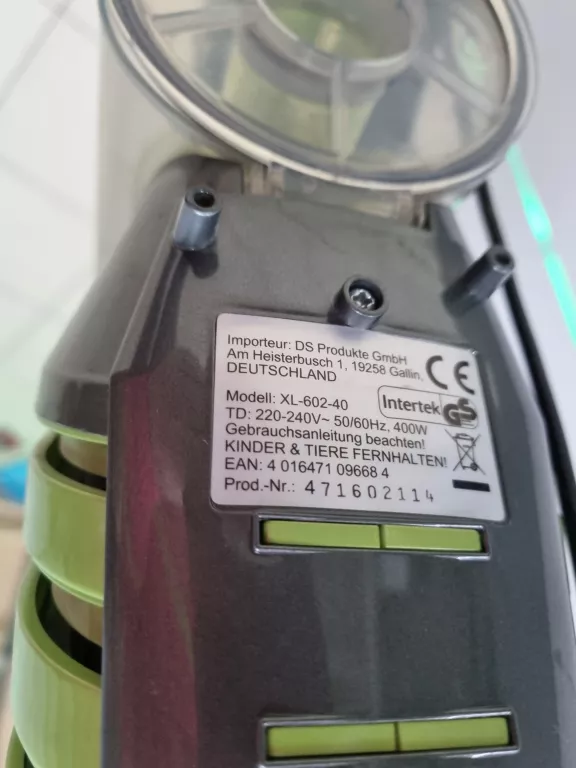 Importeur: DS Produkte GmbH
Am Heisterbusch 1, 19258 Gallin,
DEUTSCHLAND
CE
Modell: XL-602-40
Intertek GS
TD: 220-240V~ 50/60Hz, 400W
Gebrauchsanleitung beachten!
KINDER & TIERE FERNHALTEN!
EAN: 4 016471 09668 4
Prod.-Nr.: 471602114